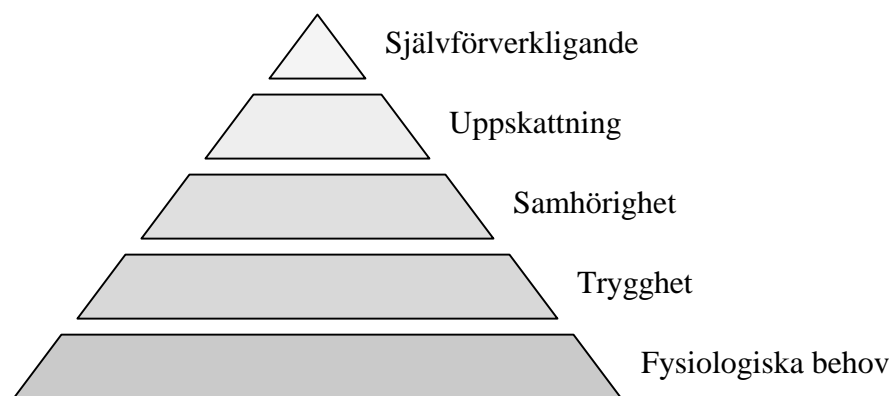 Självförverkligande
Uppskattning
Samhörighet
Trygghet
Fysiologiska behov